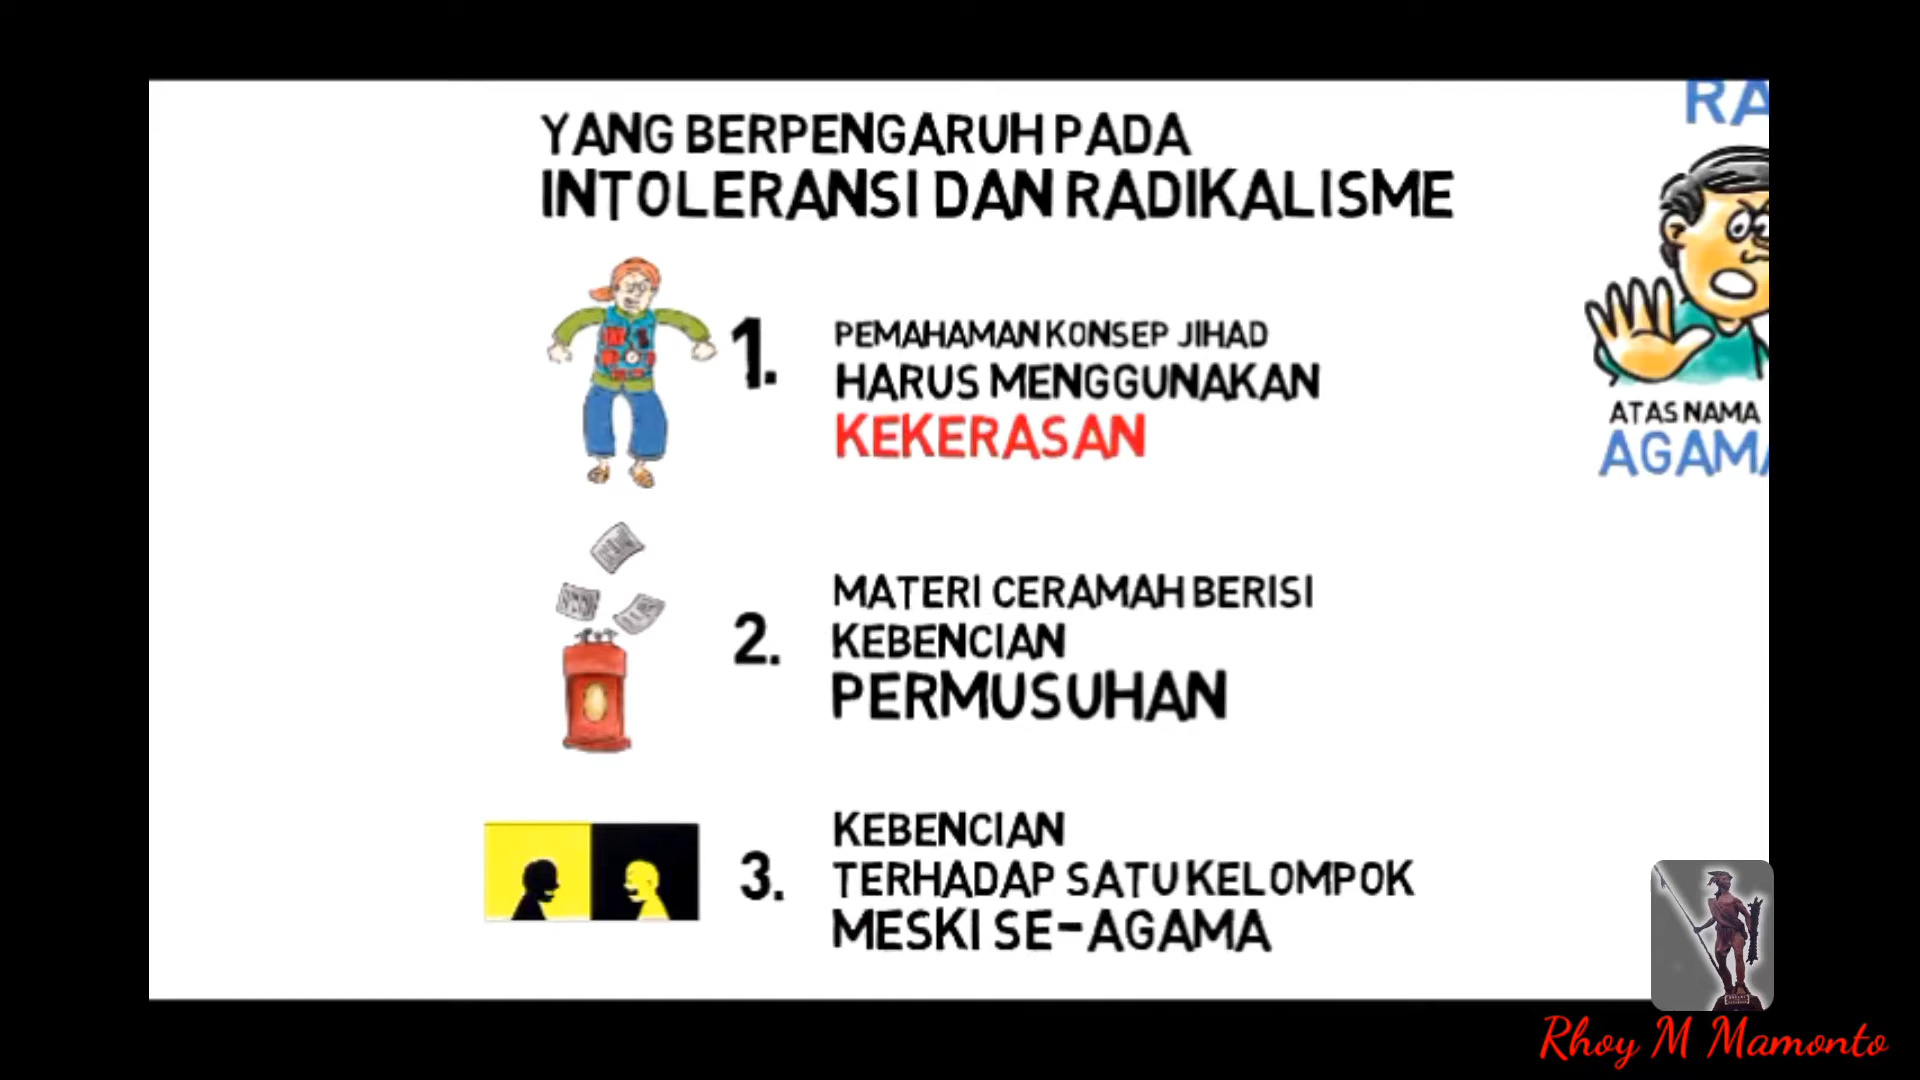 YANG BERPENGARUH PADA
INTOLERANSI DAN RADIKALISME
1.
PEMAHAMAN KONSEP JIHAD
HARUS MENGGUNAKAN
KEKERASAN
2.
MATERI CERAMAH BERISI
KEBENCIAN
PERMUSUHAN
3.
KEBENCIAN
TERHADAP SATU KELOMPOK
MESKI SE-AGAMA
ATAS NAMA
AGAMA
Rhoy M Mamonto